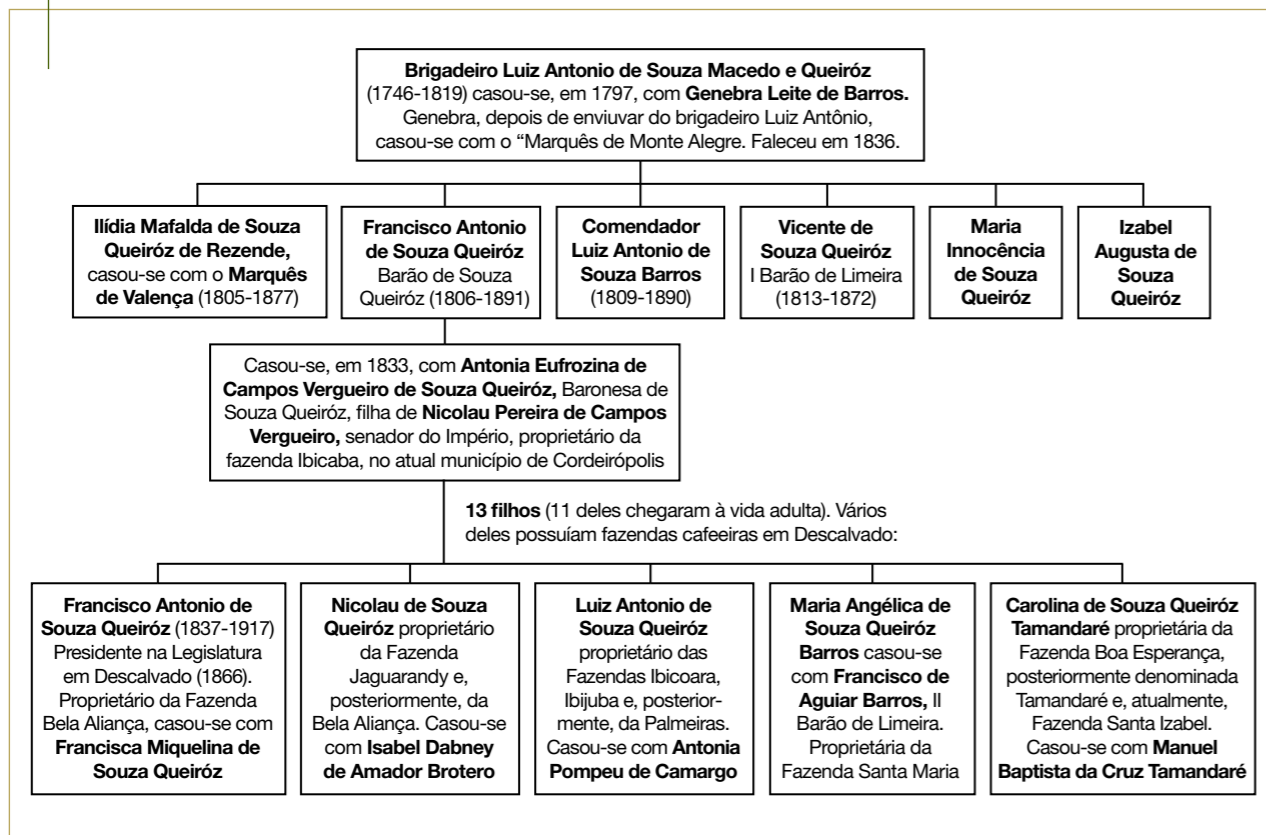 Brigadeiro Luiz Antonio de Souza Macedo e Queiróz
(1746-1819) casou-se, em 1797, com Genebra Leite de Barros.
Genebra, depois de enviuvar do brigadeiro Luiz Antônio,
casou-se com o “Marquês de Monte Alegre. Faleceu em 1836.
Ilídia Mafalda de Souza
Queiróz de Rezende,
casou-se com o Marquês
de Valença (1805-1877)
Francisco Antonio
de Souza Queiróz
Barão de Souza
Queiróz (1806-1891)
Comendador
Luiz Antonio de
Souza Barros
(1809-1890)
Vicente de
Souza Queiróz
I Barão de Limeira
(1813-1872)
Maria
Innocência
de Souza
Queiróz
Izabel
Augusta de
Souza
Queiróz
Casou-se, em 1833, com Antonia Eufrozina de
Campos Vergueiro de Souza Queiróz, Baronesa de
Souza Queiróz, filha de Nicolau Pereira de Campos
Vergueiro, senador do Império, proprietário da
fazenda Ibicaba, no atual município de Cordeirópolis
13 filhos (11 deles chegaram à vida adulta). Vários
deles possuíam fazendas cafeeiras em Descalvado:
Francisco Antonio de
Souza Queiróz (1837-1917)
Presidente na Legislatura
em Descalvado (1866).
Proprietário da Fazenda
Bela Aliança, casou-se com
Francisca Miquelina de
Souza Queiróz
Nicolau de Souza
Queiróz proprietário
da Fazenda
Jaguarandy e,
posteriormente, da
Bela Aliança. Casou-se
com Isabel Dabney
de Amador Brotero
Luiz Antonio de
Souza Queiróz
proprietário das
Fazendas Ibicoara,
Ibijuba e, posterior-
mente, da Palmeiras.
Casou-se com Antonia
Pompeu de Camargo
Maria Angélica de
Souza Queiróz
Barros casou-se
com Francisco de
Aguiar Barros, II
Barão de Limeira.
Proprietária da
Fazenda Santa Maria
Carolina de Souza Queiróz
Tamandaré proprietária da
Fazenda Boa Esperança,
posteriormente denominada
Tamandaré e, atualmente,
Fazenda Santa Izabel.
Casou-se com Manuel
Baptista da Cruz Tamandaré